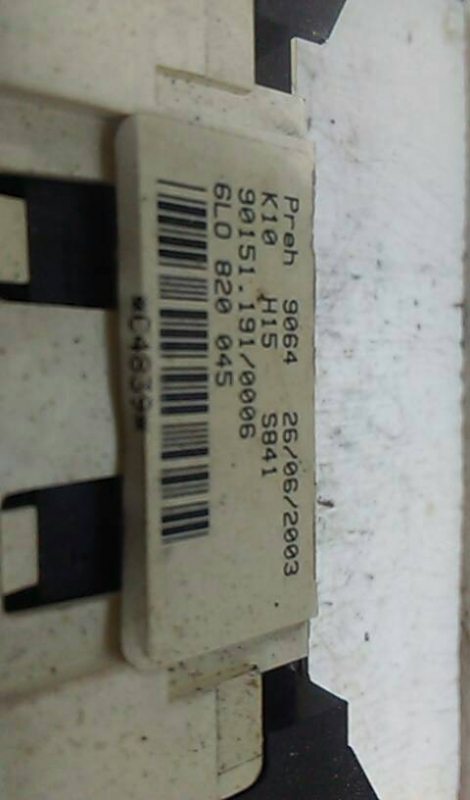 Preh 9064 26/06/2003
K10 H15 S841
90151.191/0006
6L0 820 045
*C4839*